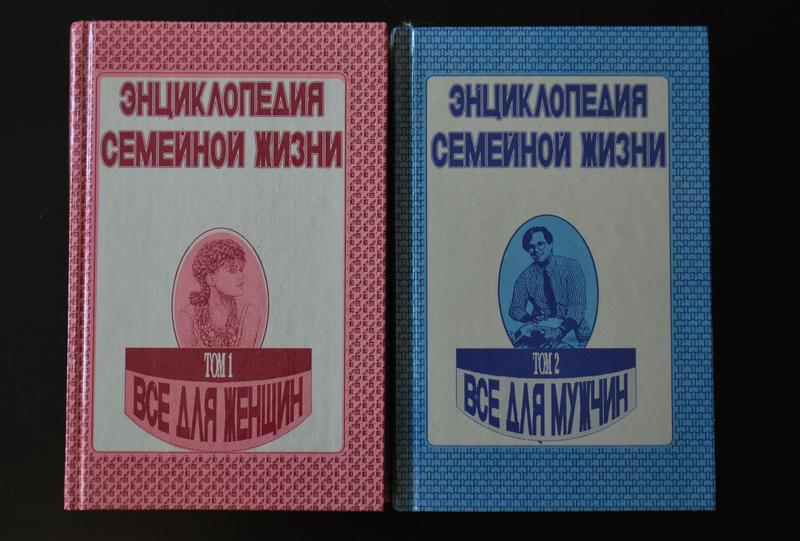 ЭНЦИКЛОПЕДИЯ
СЕМЕЙНОЙ ЖИЗНИ
ТОМ 1
ВСЕ ДЛЯ ЖЕНЩИН
ЭНЦИКЛОПЕДИЯ
СЕМЕЙНОЙ ЖИЗНИ
ТОМ 2
ВСЕ ДЛЯ МУЖЧИН